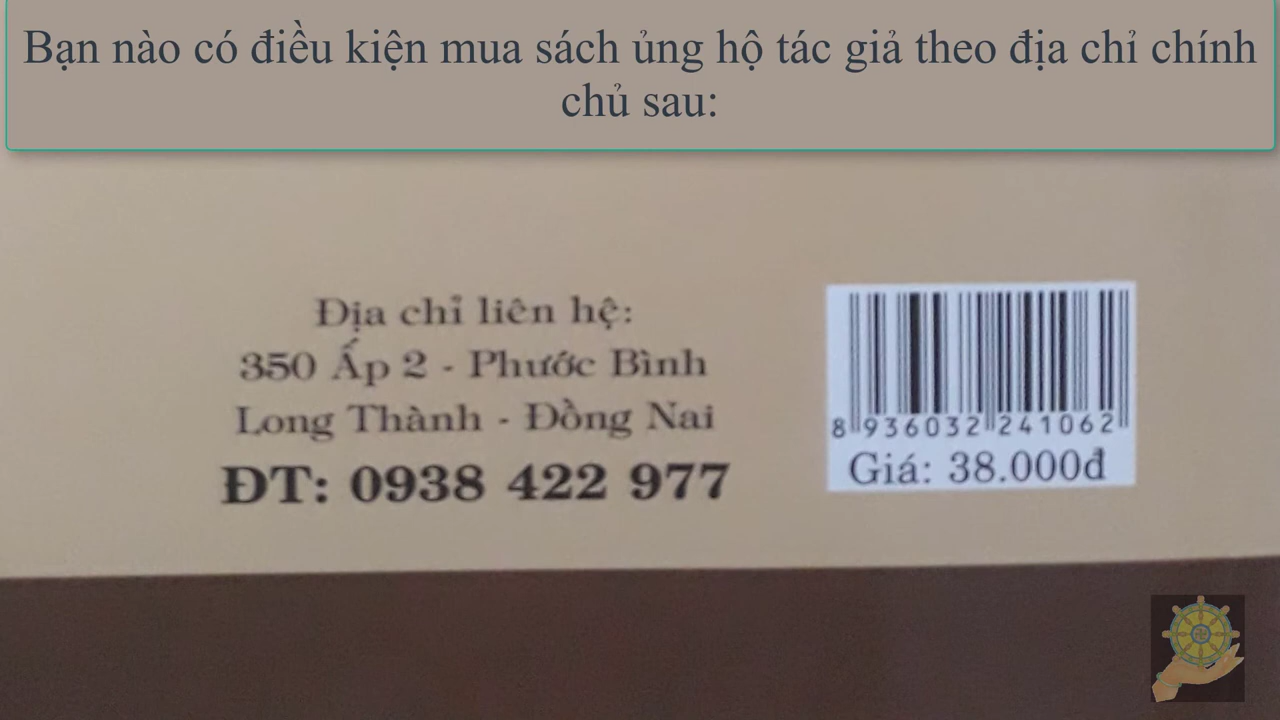 Bạn nào có điều kiện mua sách ủng hộ tác giả theo địa chỉ chính
chủ sau:
Địa chỉ liên hệ:
350 Ấp 2 - Phước Bình
Long Thành - Đồng Nai
ĐT: 0938 422 977
8 936032 241062
Giá: 38.000đ